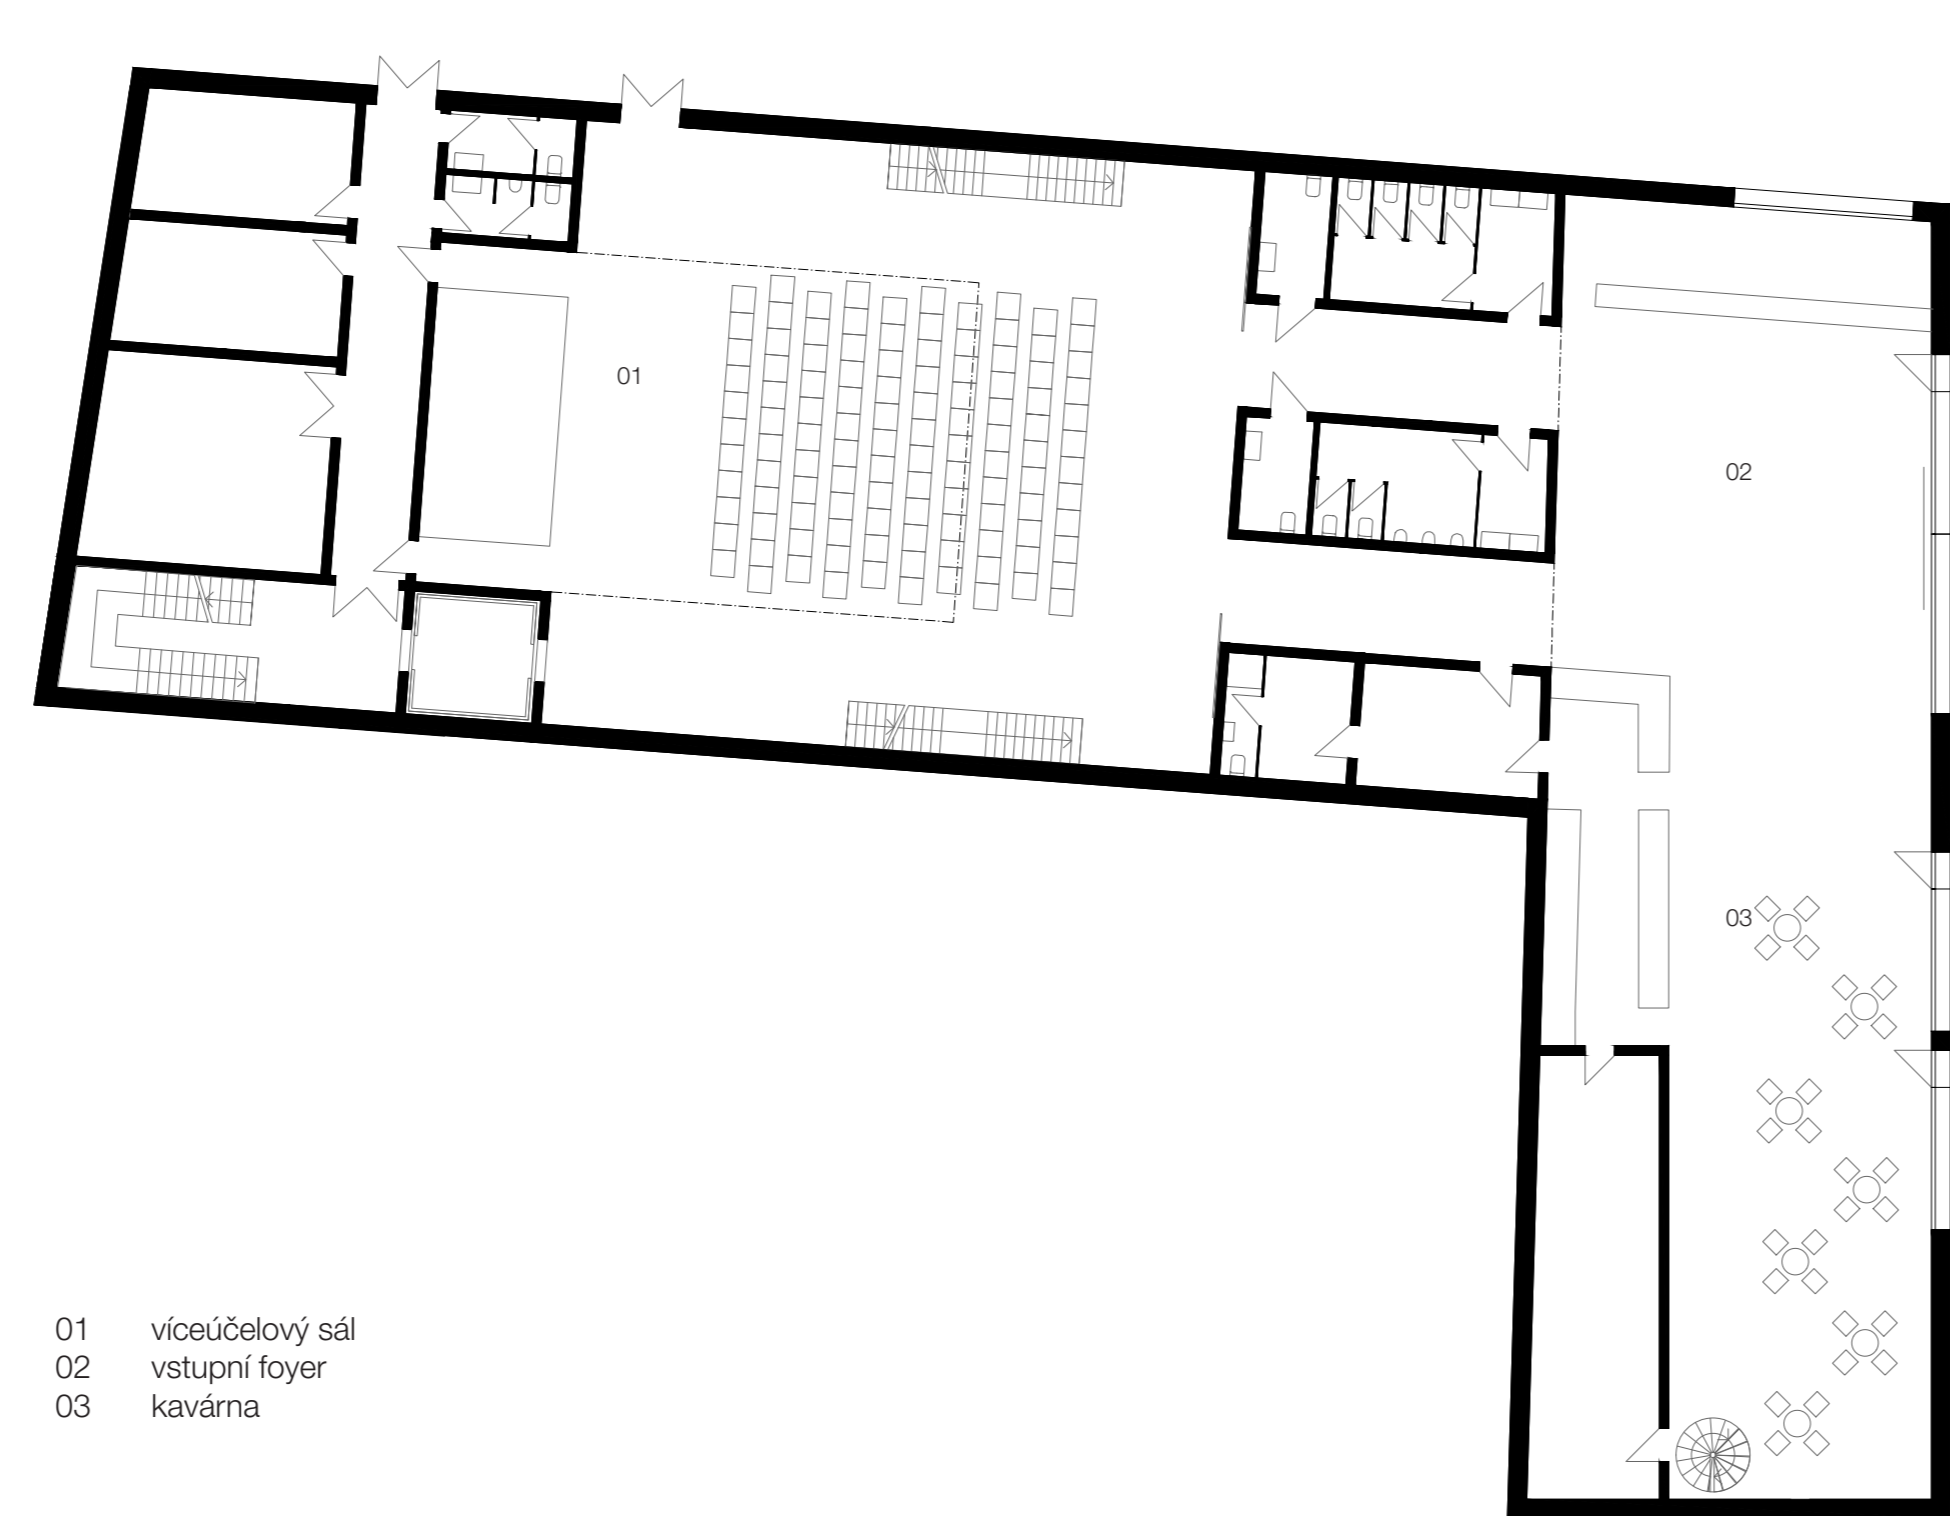 01
02
03
01 víceúčelový sál
02 vstupní foyer
03 kavárna